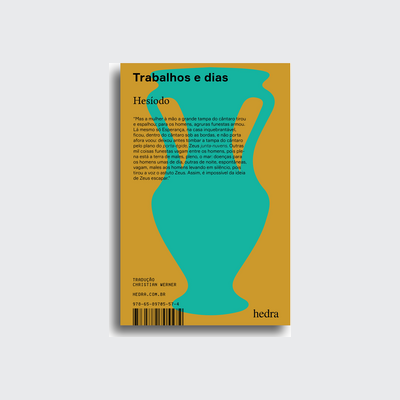 Trabalhos e dias
Hesíodo
"Mas a mulher à mão a grande tampa do cântaro tirou
e espalhou, para os homens, agruras funestas armou.
Lá mesmo só Esperança, na casa inquebrantável,
ficou, dentro do cântaro sob as bordas, e não porta
afora voou: dessa, antes tombar a tampa do cântaro
pelo plano do porta-égide, Zeus junta-nuvens. Outras
mil coisas funestas vagam entre os homens, pois ple-
na está a terra de males, pleno, o mar; doenças para
os homens umas de dia, outras de noite, espontâneas,
vagam, males aos homens levando em silêncio, pois
tirou a voz o astuto Zeus. Assim, é impossível da ideia
de Zeus escapar."
TRADUÇÃO
CHRISTIAN WERNER
HEDRA.COM.BR
978-65-89705-57-4
hedra